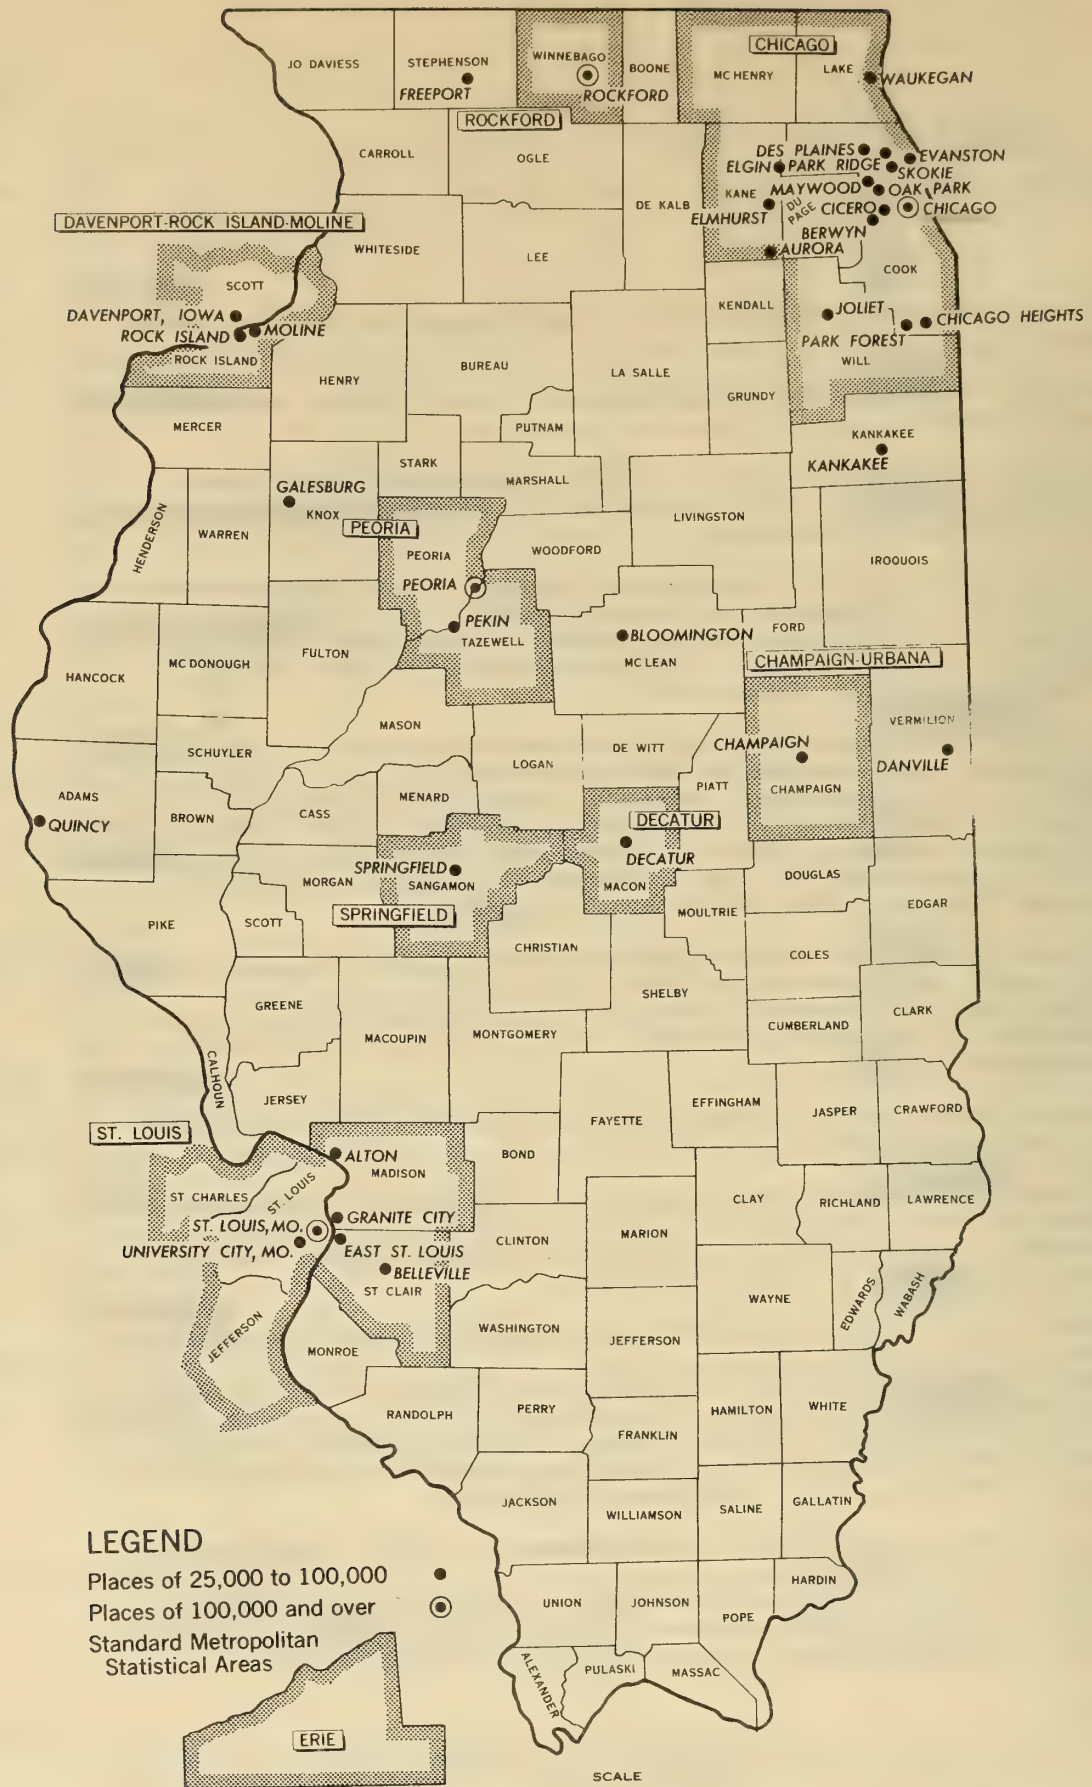 JO DAVIESS
STEPHENSON
FREEPORT
WINNEBAGO
ROCKFORD
BOONE
CHICAGO
MC HENRY
LAKE
WAUKEGAN
ROCKFORD
CARROLL
OGLE
DE KALB
DES PLAINES
EVANSTON
ELGIN
PARK RIDGE
SKOKIE
KANE
MAYWOOD
OAK PARK
DU PAGE
ELMHURST
CICERO
CHICAGO
BERWYN
AURORA
COOK
DAVENPORT-ROCK ISLAND-MOLINE
WHITESIDE
LEE
SCOTT
KENDALL
DAVENPORT, IOWA
ROCK ISLAND
MOLINE
ROCK ISLAND
JOLIET
CHICAGO HEIGHTS
PARK FOREST
WILL
HENRY
BUREAU
LA SALLE
GRUNDY
MERCER
PUTNAM
KANKAKEE
KANKAKEE
STARK
MARSHALL
GALESBURG
KNOX
HENDERSON
WARREN
PEORIA
PEORIA
PEORIA
WOODFORD
LIVINGSTON
IROQUOIS
PEKIN
TAZEWELL
BLOOMINGTON
MC LEAN
FORD
CHAMPAIGN-URBANA
HANCOCK
MC DONOUGH
FULTON
MASON
SCHUYLER
LOGAN
DE WITT
CHAMPAIGN
CHAMPAIGN
VERMILION
DANVILLE
PIATT
ADAMS
QUINCY
BROWN
CASS
MENARD
DECATUR
DECATUR
MACON
SPRINGFIELD
SANGAMON
SPRINGFIELD
MORGAN
SCOTT
PIKE
DOUGLAS
EDGAR
MOULTRIE
CHRISTIAN
COLES
SHELBY
GREENE
MACOUPIN
MONTGOMERY
CUMBERLAND
CLARK
CALHOUN
JERSEY
FAYETTE
EFFINGHAM
JASPER
CRAWFORD
ST. LOUIS
ALTON
MADISON
BOND
ST CHARLES
ST. LOUIS
CLAY
RICHLAND
LAWRENCE
ST. LOUIS, MO.
GRANITE CITY
UNIVERSITY CITY, MO.
EAST ST. LOUIS
BELLEVILLE
ST CLAIR
CLINTON
MARION
WAYNE
EDWARDS
WABASH
JEFFERSON
MONROE
WASHINGTON
JEFFERSON
RANDOLPH
PERRY
HAMILTON
WHITE
FRANKLIN
JACKSON
WILLIAMSON
SALINE
GALLATIN
UNION
JOHNSON
POPE
HARDIN
ALEXANDER
PULASKI
MASSAC
LEGEND
Places of 25,000 to 100,000
Places of 100,000 and over
Standard Metropolitan
Statistical Areas
ERIE
SCALE